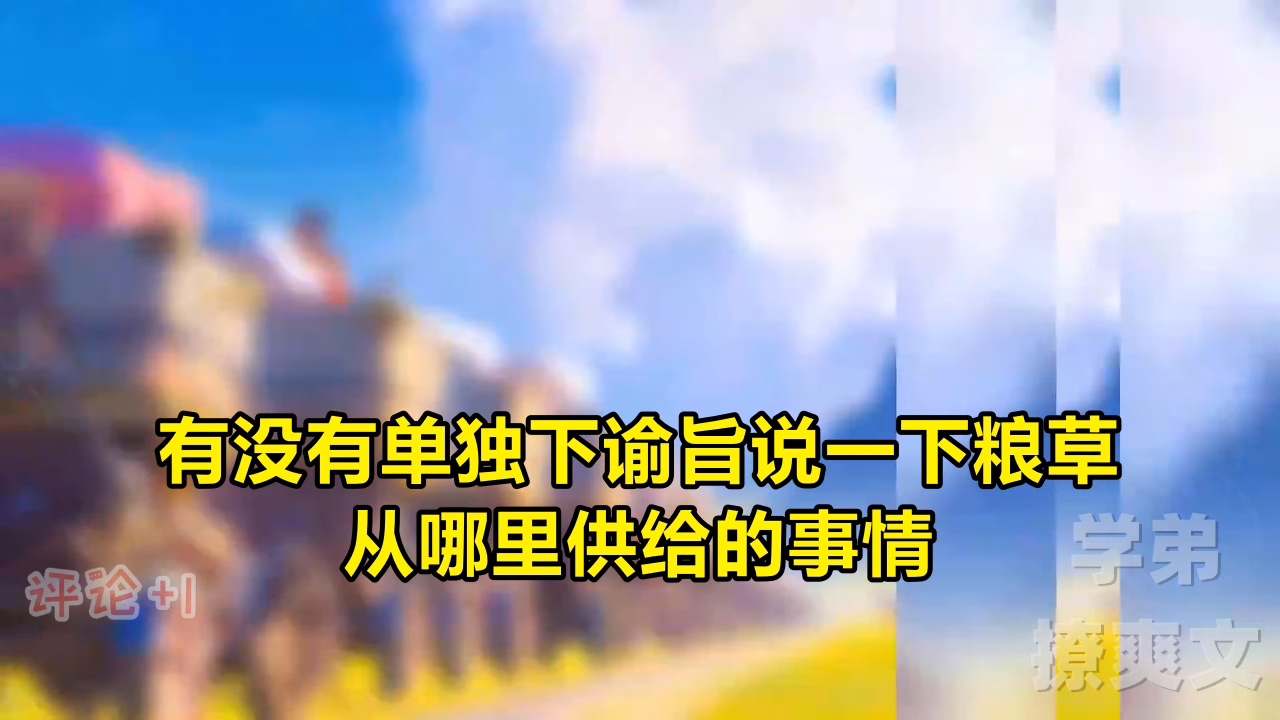 有没有单独下谕旨说一下粮草
从哪里供给的事情
学弟
评论+1
撩爽文